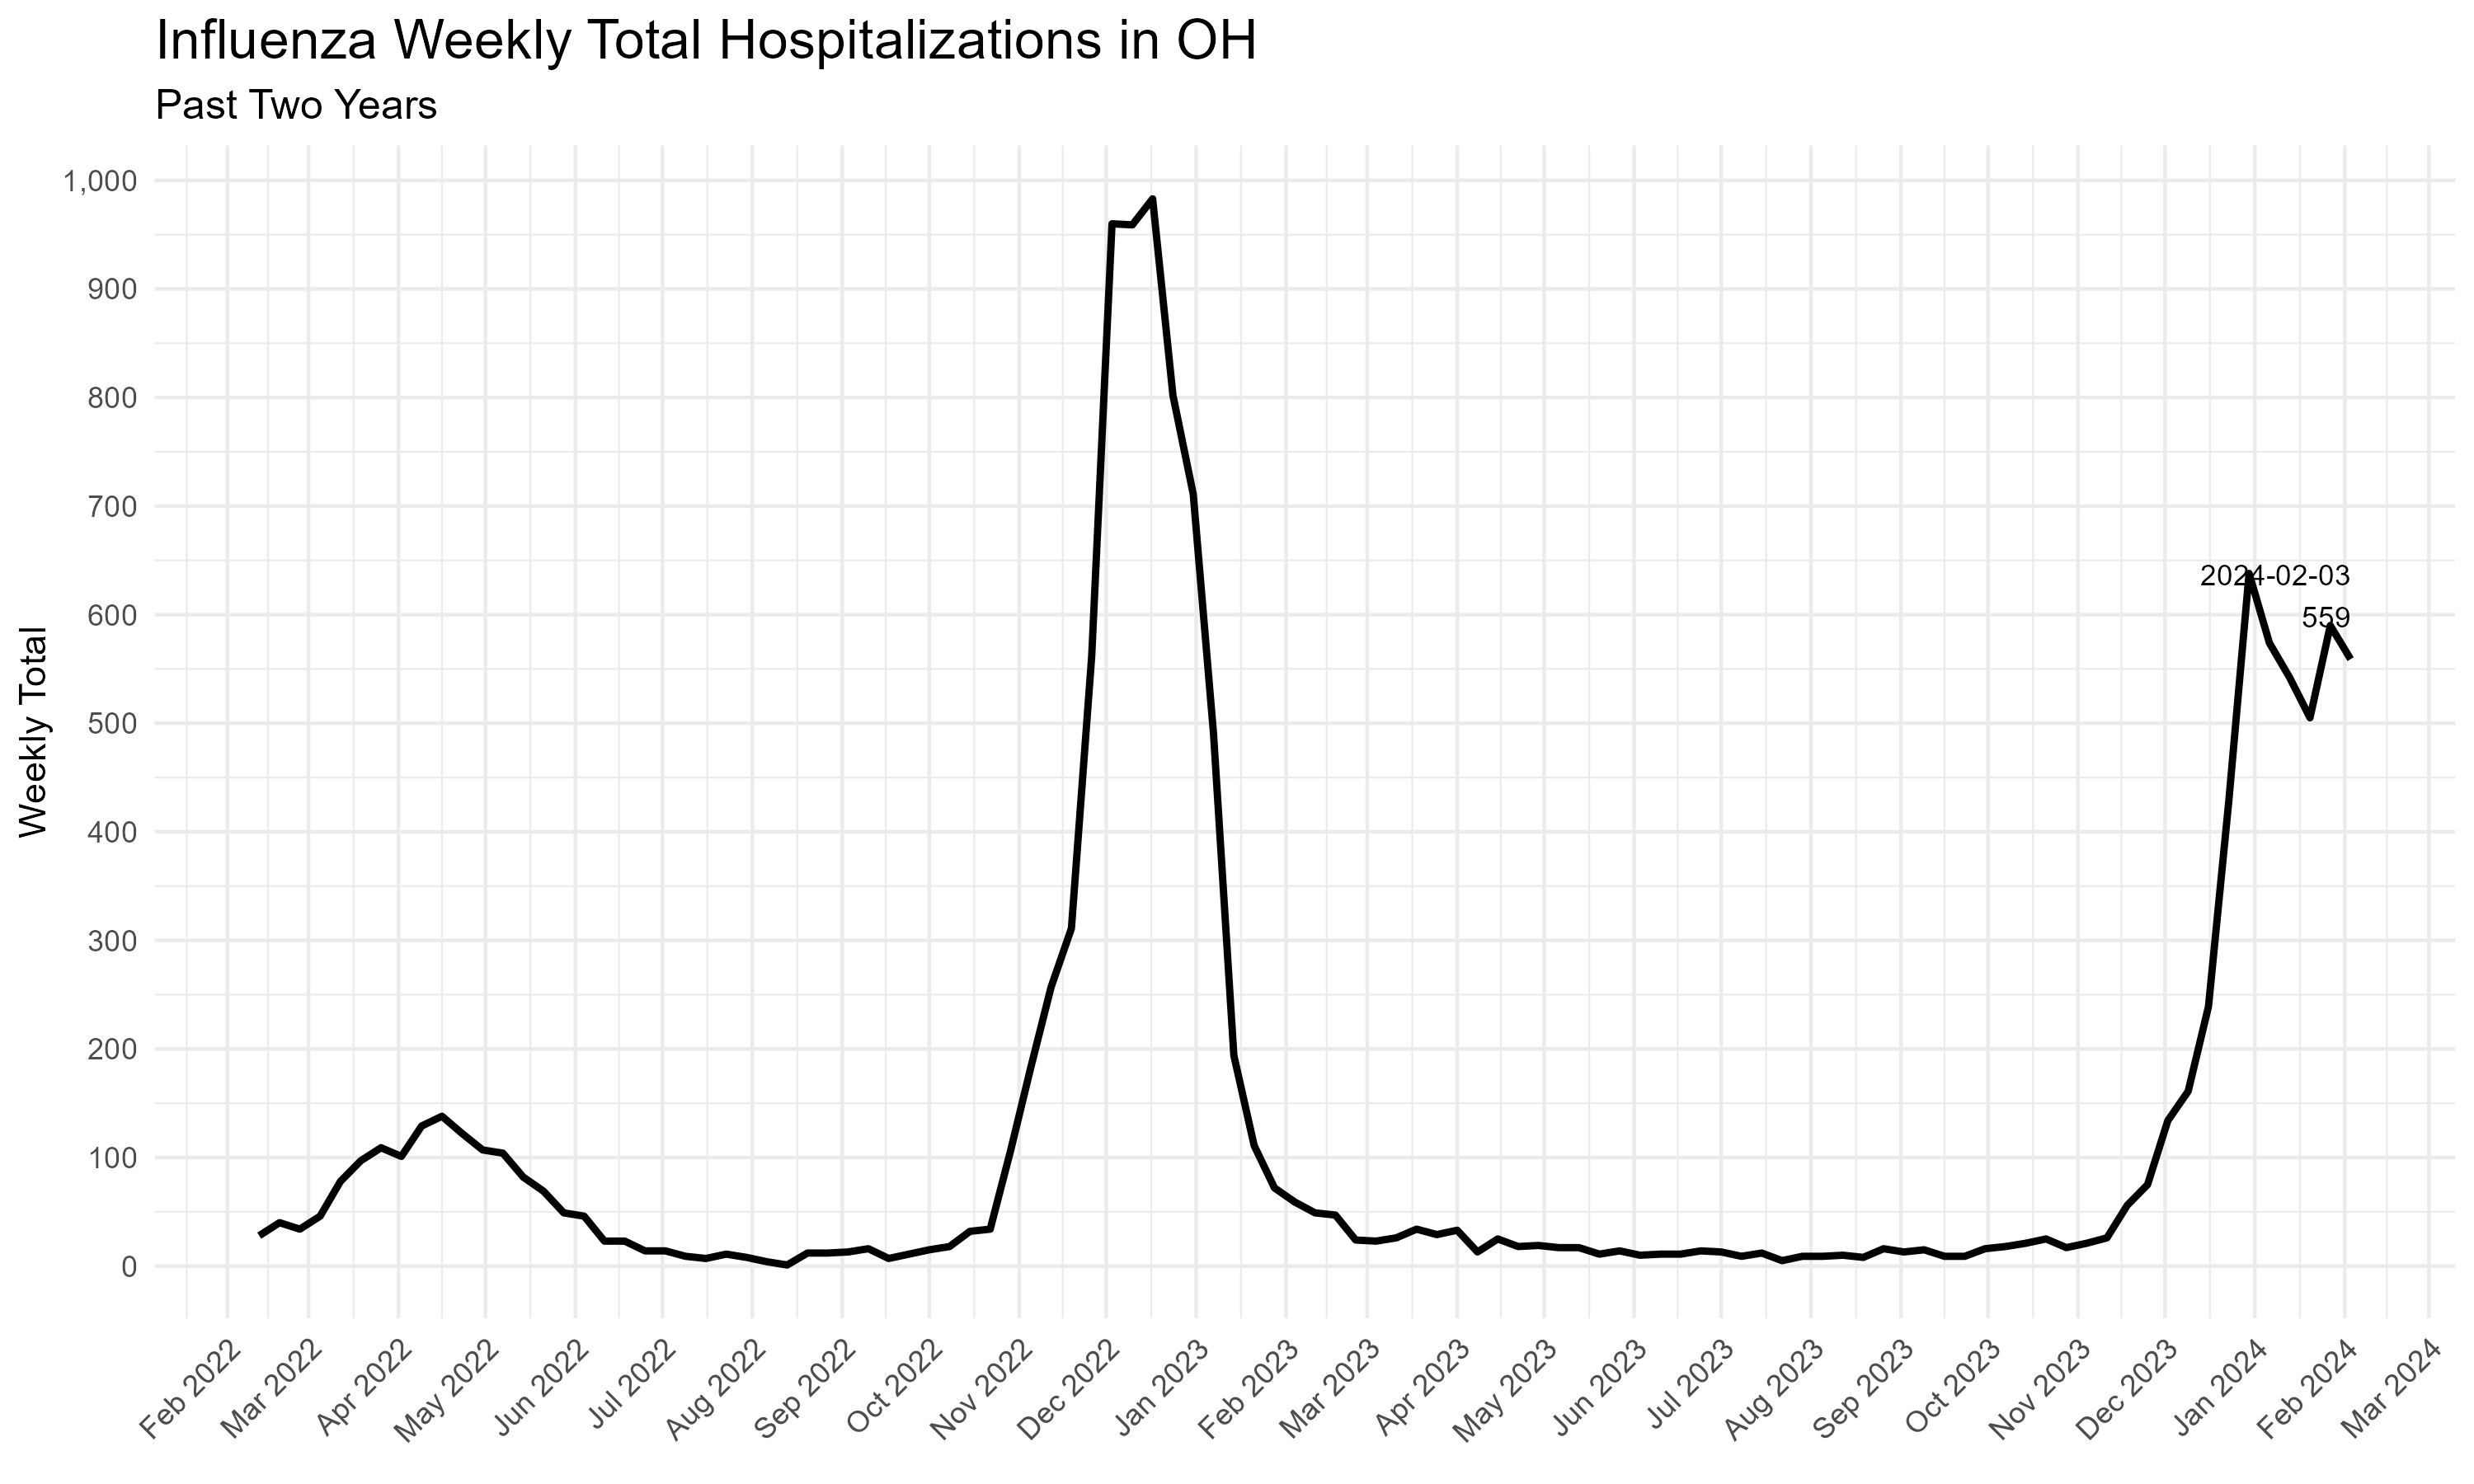 Influenza Weekly Total Hospitalizations in OH
Past Two Years
Weekly Total
1,000
900
800
700
600
500
400
300
200
100
0
2024-02-03
559
Feb 2022
Mar 2022
Apr 2022
May 2022
Jun 2022
Jul 2022
Aug 2022
Sep 2022
Oct 2022
Nov 2022
Dec 2022
Jan 2023
Feb 2023
Mar 2023
Apr 2023
May 2023
Jun 2023
Jul 2023
Aug 2023
Sep 2023
Oct 2023
Nov 2023
Dec 2023
Jan 2024
Feb 2024
Mar 2024